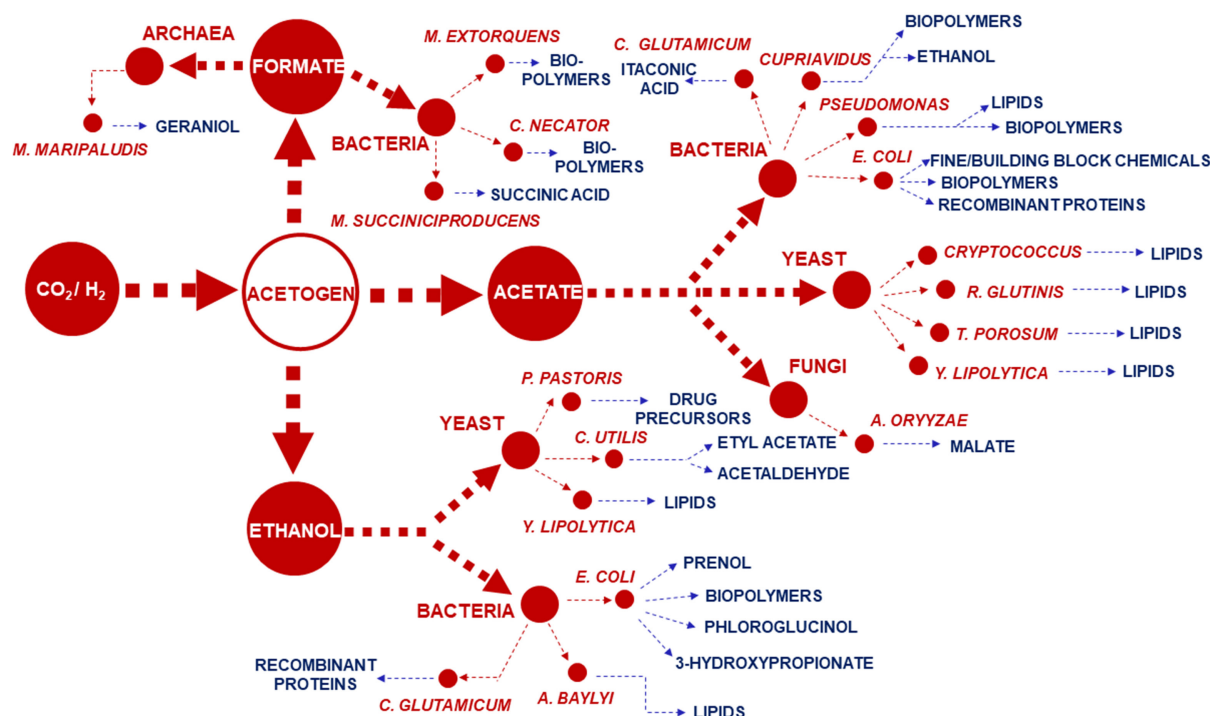 ARCHAEA
FORMATE
M. EXTORQUENS
BIO-
POLYMERS
GERANIOL
M. MARIPALUDIS
BACTERIA
C. NECATOR
BIO-
POLYMERS
SUCCINIC ACID
M. SUCCINICIPRODUCENS
C. GLUTAMICUM
ITACONIC
ACID
CUPRIAVIDUS
BIOPOLYMERS
ETHANOL
PSEUDOMONAS
LIPIDS
BIOPOLYMERS
BACTERIA
E. COLI
FINE/BUILDING BLOCK CHEMICALS
BIOPOLYMERS
RECOMBINANT PROTEINS
CO2/ H2
ACETOGEN
ACETATE
YEAST
CRYPTOCOCCUS
LIPIDS
R. GLUTINIS
LIPIDS
T. POROSUM
LIPIDS
Y. LIPOLYTICA
LIPIDS
FUNGI
A. ORYYZAE
MALATE
ETHANOL
YEAST
P. PASTORIS
DRUG
PRECURSORS
C. UTILIS
ETYL ACETATE
ACETALDEHYDE
Y. LIPOLYTICA
LIPIDS
BACTERIA
E. COLI
PRENOL
BIOPOLYMERS
PHLOROGLUCINOL
3-HYDROXYPROPIONATE
RECOMBINANT
PROTEINS
C. GLUTAMICUM
A. BAYLYI
LIPIDS